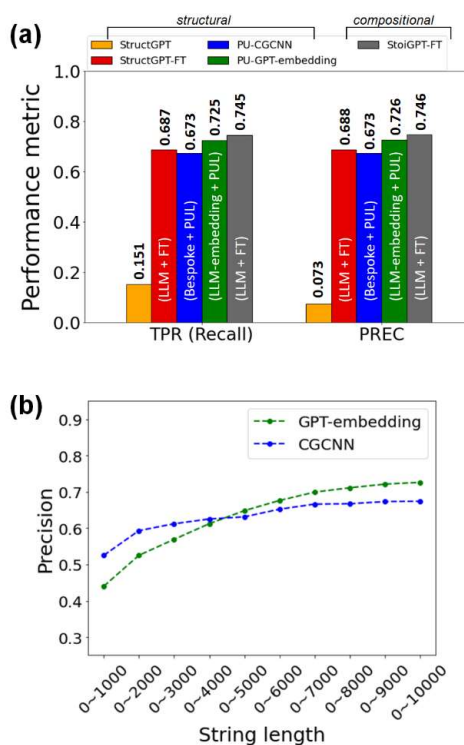 structural compositional
(a)
StructGPT PU-CGCNN StoiGPT-FT
StructGPT-FT PU-GPT-embedding
1.0
0.8
0.6
0.4
0.2
0.0
Performance metric
0.151
0.687
0.673
0.725
0.745
0.073
0.688
0.673
0.726
0.746
(LLM + FT)
(Bespoke + PUL)
(LLM-embedding + PUL)
(LLM + FT)
(LLM + FT)
(Bespoke + PUL)
(LLM-embedding + PUL)
(LLM + FT)
TPR (Recall) PREC
(b)
GPT-embedding
CGCNN
0.9
0.8
0.7
0.6
0.5
0.4
0.3
Precision
0~1000
0~2000
0~3000
0~4000
0~5000
0~6000
0~7000
0~8000
0~9000
0~10000
String length